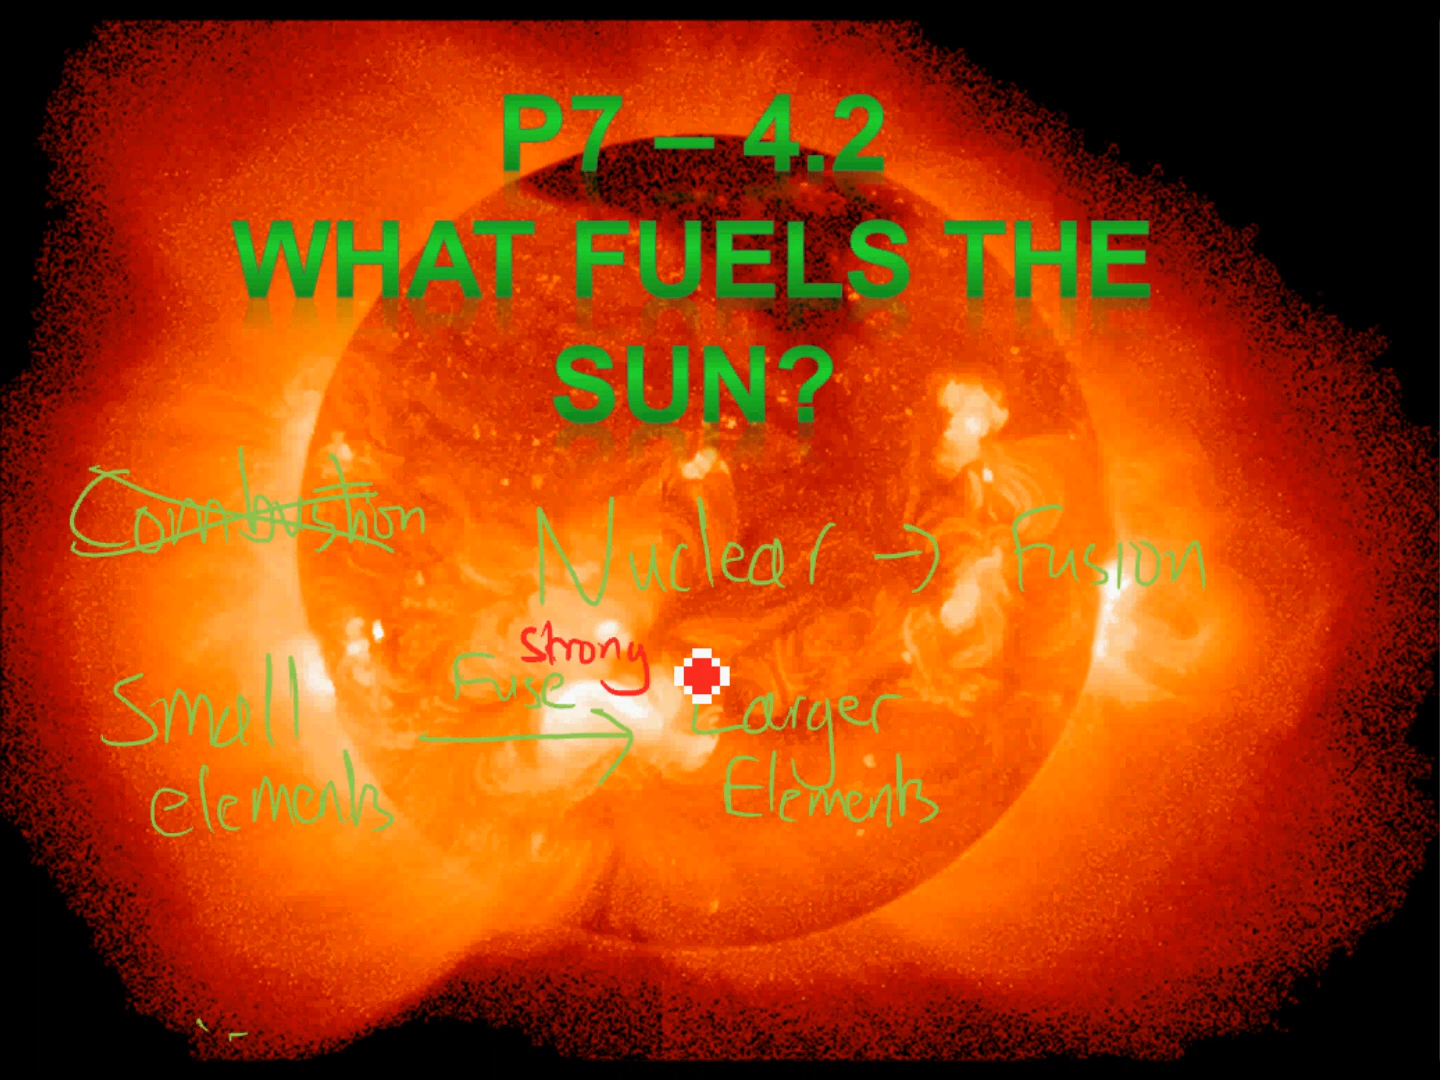 P7 – 4.2
WHAT FUELS THE
SUN?
Combustion
Nuclear → Fusion
strong
Small Fuse → Larger
elements Elements